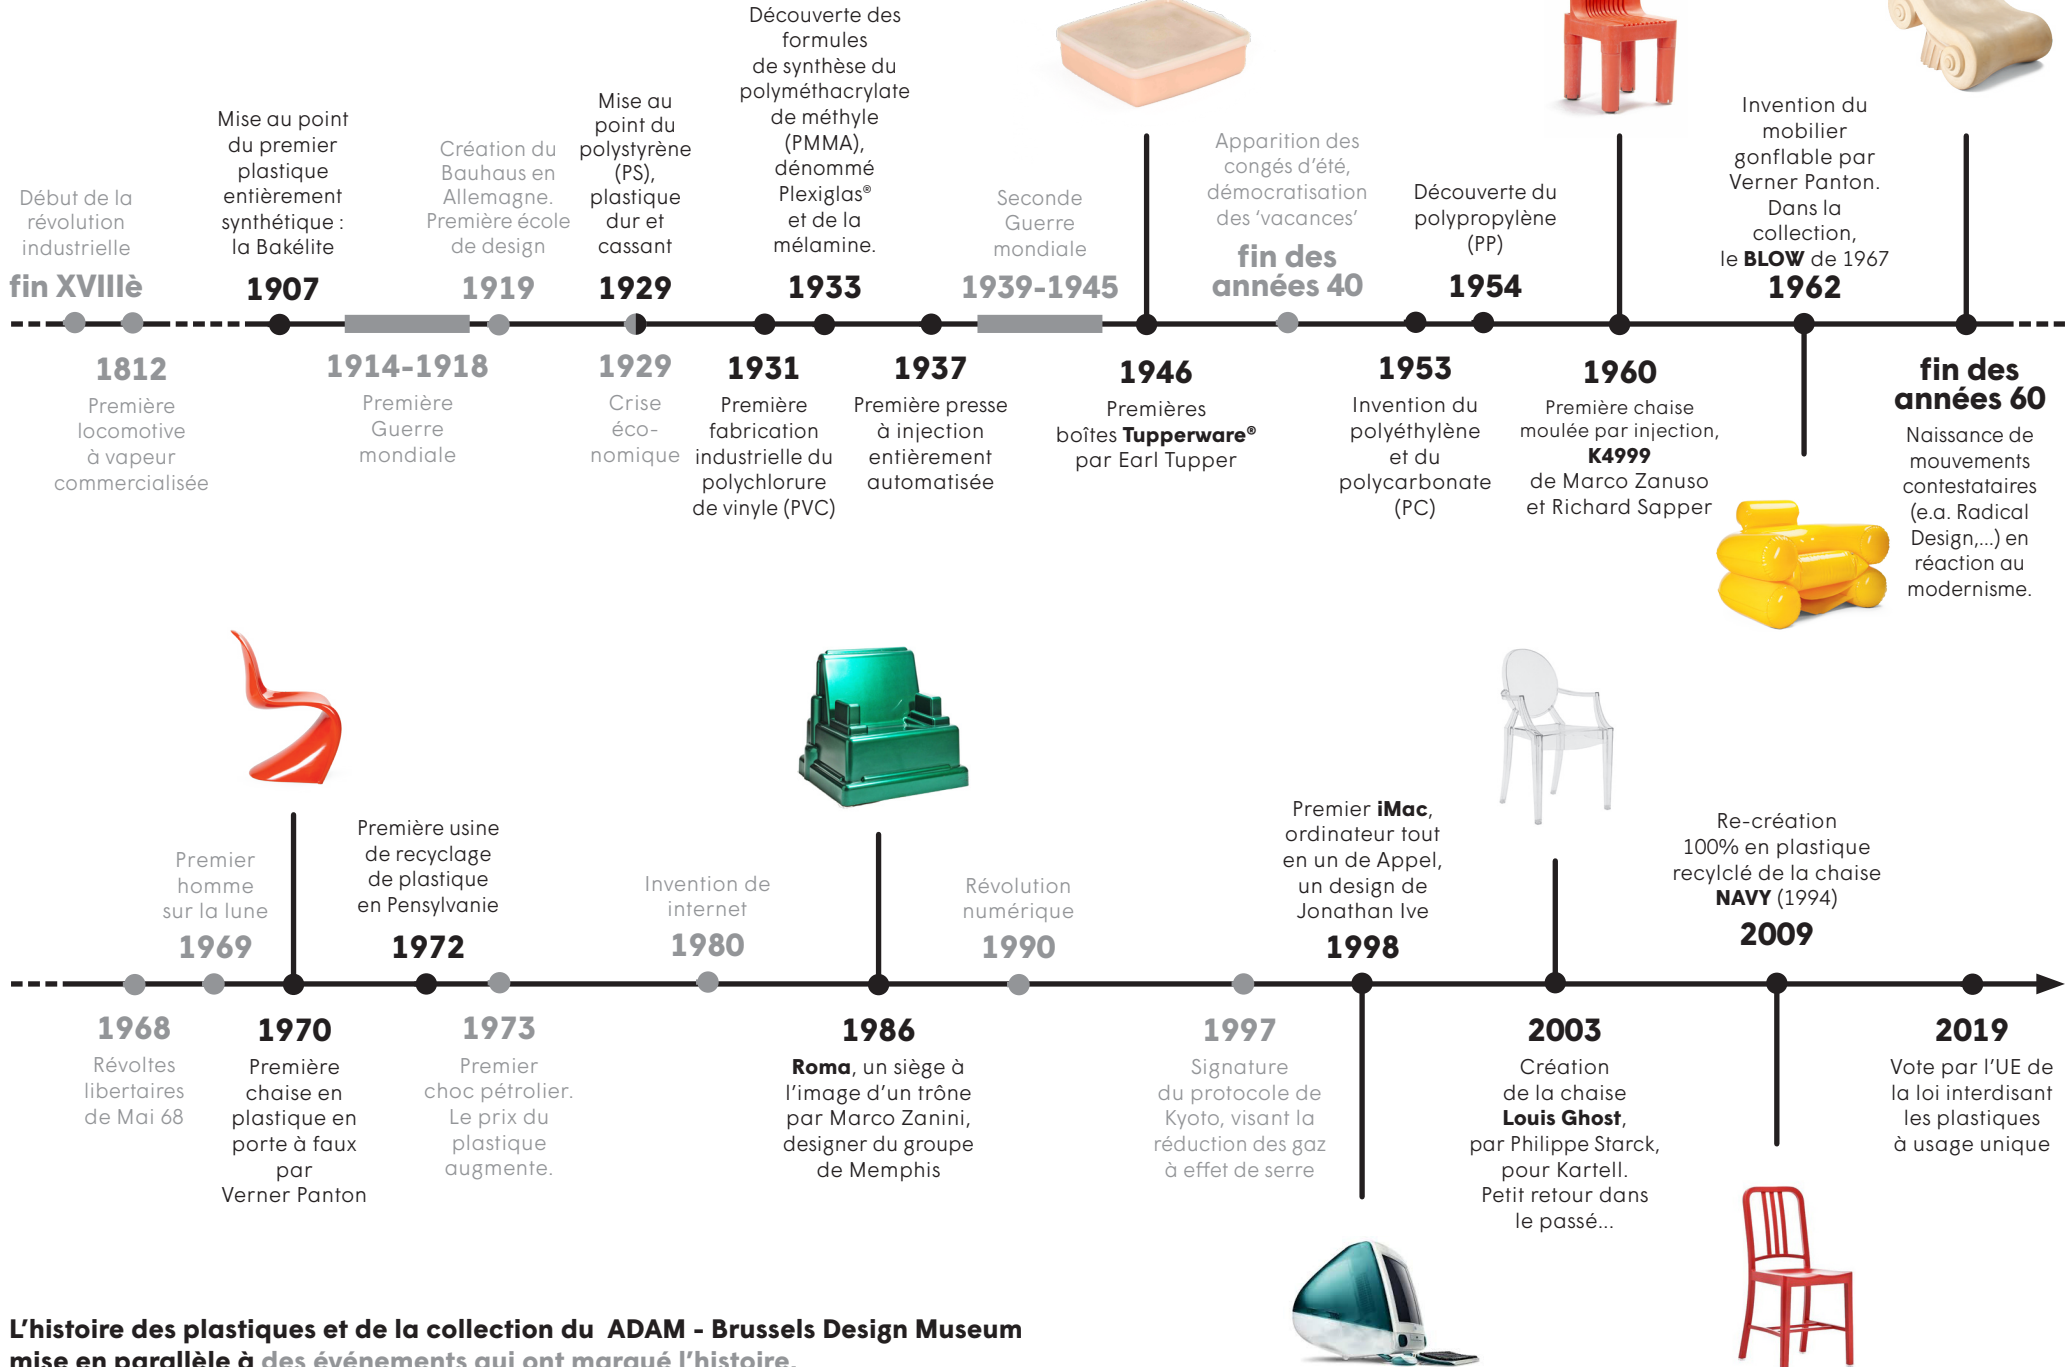 Découverte des
formules
de synthèse du
polyméthacrylate
de méthyle
(PMMA),
dénommé
Plexiglas®
et de la
mélamine.
1933
Mise au point
du premier
plastique
entièrement
synthétique :
la Bakélite
1907
Création du
Bauhaus en
Allemagne.
Première école
de design
1919
Mise au
point du
polystyrène
(PS),
plastique
dur et
cassant
1929
Début de la
révolution
industrielle
fin XVIIIè
Seconde
Guerre
mondiale
1939-1945
Apparition des
congés d’été,
démocratisation
des ‘vacances’
fin des
années 40
Découverte du
polypropylène
(PP)
1954
Invention du
mobilier
gonflable par
Verner Panton.
Dans la
collection,
le BLOW de 1967
1962
1812
Première
locomotive
à vapeur
commercialisée
1914-1918
Première
Guerre
mondiale
1929
Crise
éco-
nomique
1931
Première
fabrication
industrielle du
polychlorure
de vinyle (PVC)
1937
Première presse
à injection
entièrement
automatisée
1946
Premières
boîtes Tupperware®
par Earl Tupper
1953
Invention du
polyéthylène
et du
polycarbonate
(PC)
1960
Première chaise
moulée par injection,
K4999
de Marco Zanuso
et Richard Sapper
fin des
années 60
Naissance de
mouvements
contestataires
(e.a. Radical
Design,...) en
réaction au
modernisme.
Premier
homme
sur la lune
1969
Première usine
de recyclage
de plastique
en Pensylvanie
1972
Invention de
internet
1980
Révolution
numérique
1990
Premier iMac,
ordinateur tout
en un de Appel,
un design de
Jonathan Ive
1998
Re-création
100% en plastique
recylclé de la chaise
NAVY (1994)
2009
1968
Révoltes
libertaires
de Mai 68
1970
Première
chaise en
plastique en
porte à faux
par
Verner Panton
1973
Premier
choc pétrolier.
Le prix du
plastique
augmente.
1986
Roma, un siège à
l’image d’un trône
par Marco Zanini,
designer du groupe
de Memphis
1997
Signature
du protocole de
Kyoto, visant la
réduction des gaz
à effet de serre
2003
Création
de la chaise
Louis Ghost,
par Philippe Starck,
pour Kartell.
Petit retour dans
le passé...
2019
Vote par l’UE de
la loi interdisant
les plastiques
à usage unique
L’histoire des plastiques et de la collection du ADAM - Brussels Design Museum
mise en parallèle à des événements qui ont marqué l’histoire.